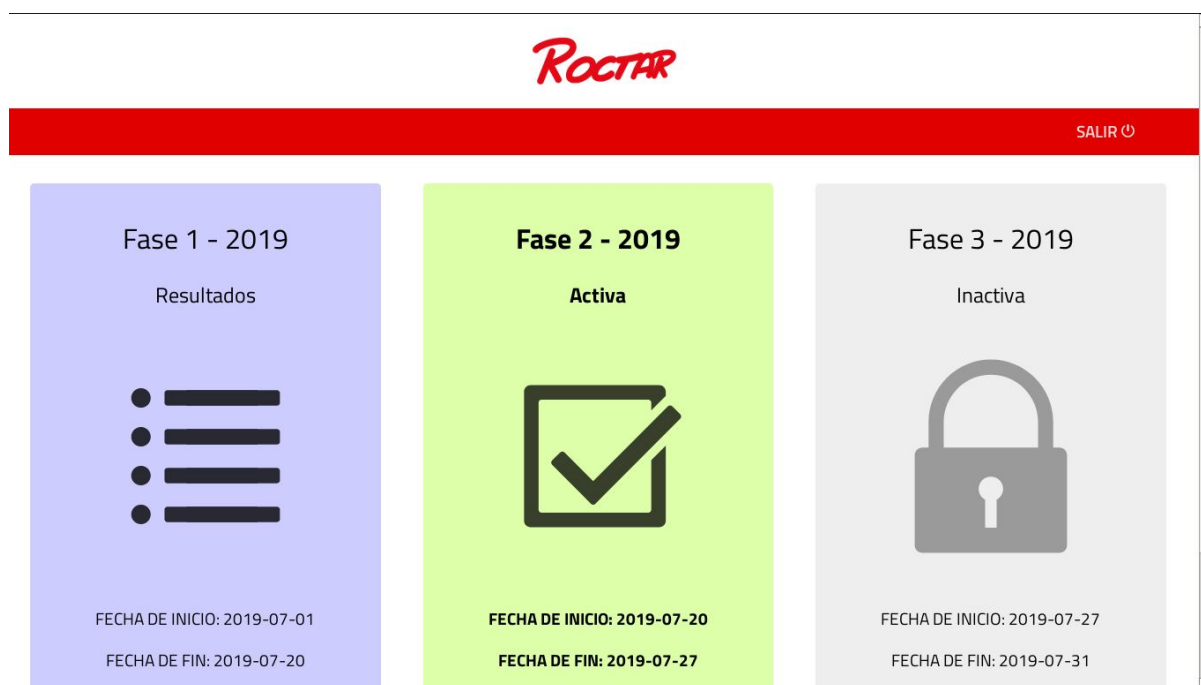 ROCTAR
SALIR
Fase 1 - 2019
Resultados
FECHA DE INICIO: 2019-07-01
FECHA DE FIN: 2019-07-20
Fase 2 - 2019
Activa
FECHA DE INICIO: 2019-07-20
FECHA DE FIN: 2019-07-27
Fase 3 - 2019
Inactiva
FECHA DE INICIO: 2019-07-27
FECHA DE FIN: 2019-07-31